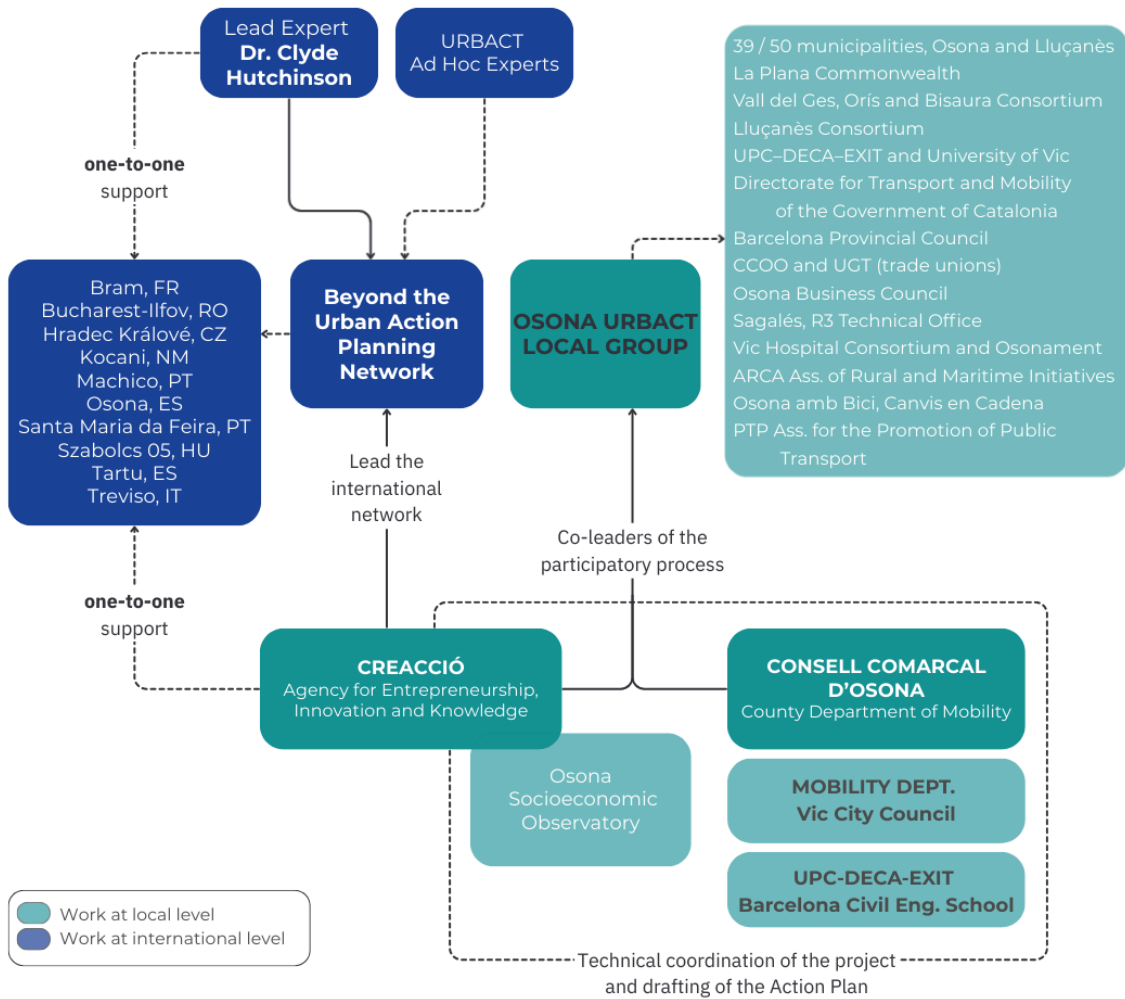 Lead Expert
Dr. Clyde
Hutchinson
URBACT
Ad Hoc Experts
39 / 50 municipalities, Osona and Lluçanès
La Plana Commonwealth
Vall del Ges, Orís and Bisaura Consortium
Lluçanès Consortium
UPC–DECA–EXIT and University of Vic
Directorate for Transport and Mobility
of the Government of Catalonia
Barcelona Provincial Council
CCOO and UGT (trade unions)
Osona Business Council
Sagalés, R3 Technical Office
Vic Hospital Consortium and Osonament
ARCA Ass. of Rural and Maritime Initiatives
Osona amb Bici, Canvis en Cadena
PTP Ass. for the Promotion of Public
Transport
one-to-one
support
Bram, FR
Bucharest-Ilfov, RO
Hradec Králové, CZ
Kocani, NM
Machico, PT
Osona, ES
Santa Maria da Feira, PT
Szabolcs 05, HU
Tartu, ES
Treviso, IT
Beyond the
Urban Action
Planning
Network
OSONA URBACT
LOCAL GROUP
Lead the
international
network
Co-leaders of the
participatory process
one-to-one
support
CREACCIÓ
Agency for Entrepreneurship,
Innovation and Knowledge
CONSELL COMARCAL
D’OSONA
County Department of Mobility
Osona
Socioeconomic
Observatory
MOBILITY DEPT.
Vic City Council
UPC-DECA-EXIT
Barcelona Civil Eng. School
Work at local level
Work at international level
Technical coordination of the project
and drafting of the Action Plan